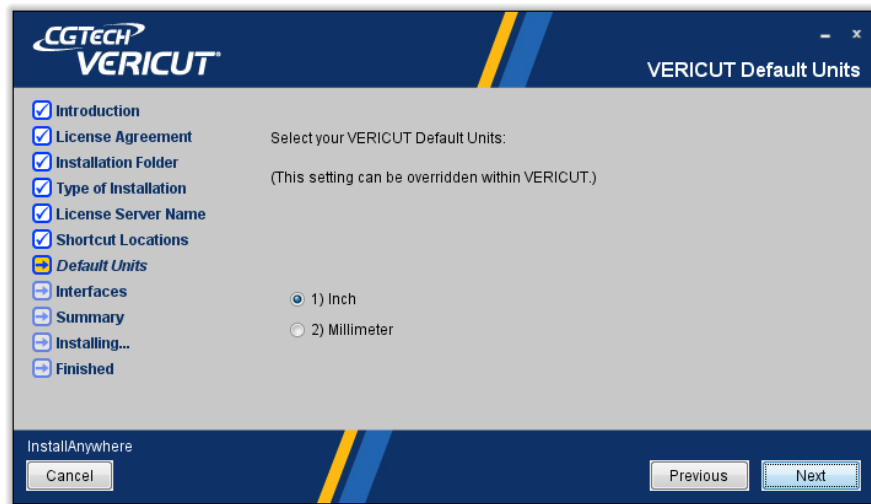 CGTECH
VERICUT
VERICUT Default Units
Introduction
License Agreement
Installation Folder
Type of Installation
License Server Name
Shortcut Locations
Default Units
Interfaces
Summary
Installing...
Finished
Select your VERICUT Default Units:
(This setting can be overridden within VERICUT.)
1) Inch
2) Millimeter
InstallAnywhere
Cancel
Previous
Next